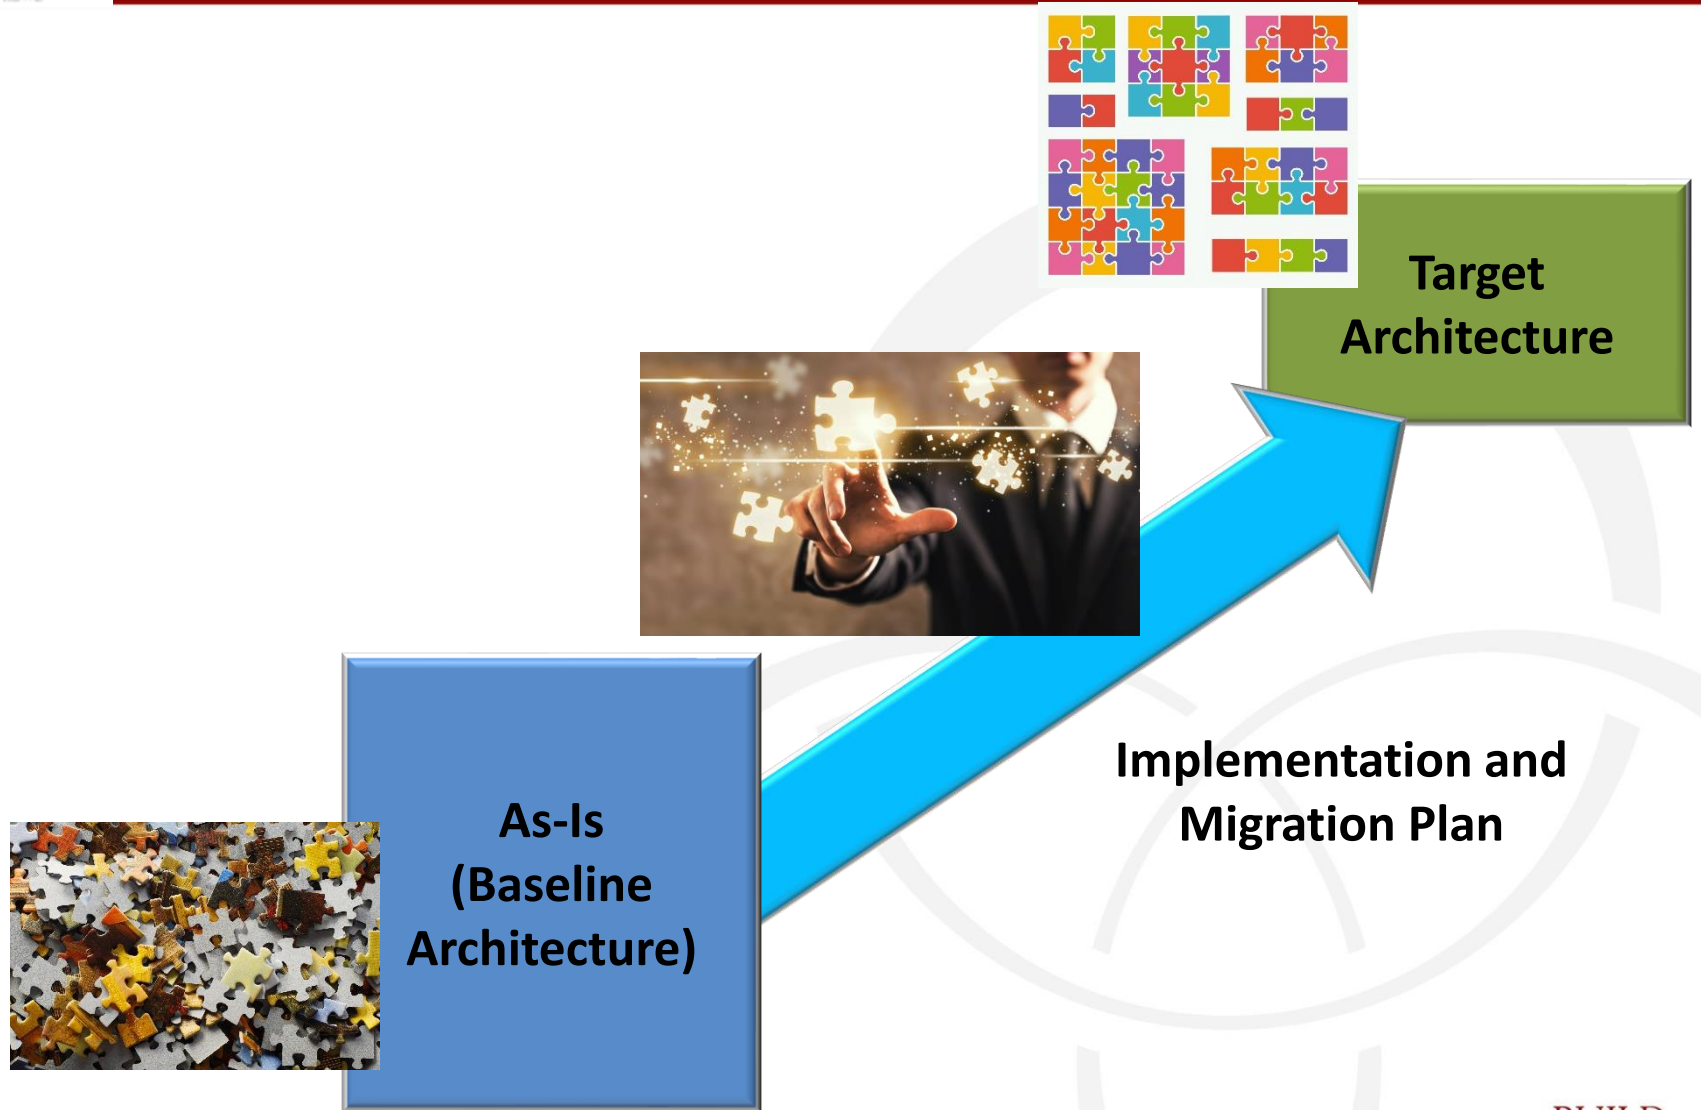 Target
Architecture
Implementation and
Migration Plan
As-Is
(Baseline
Architecture)